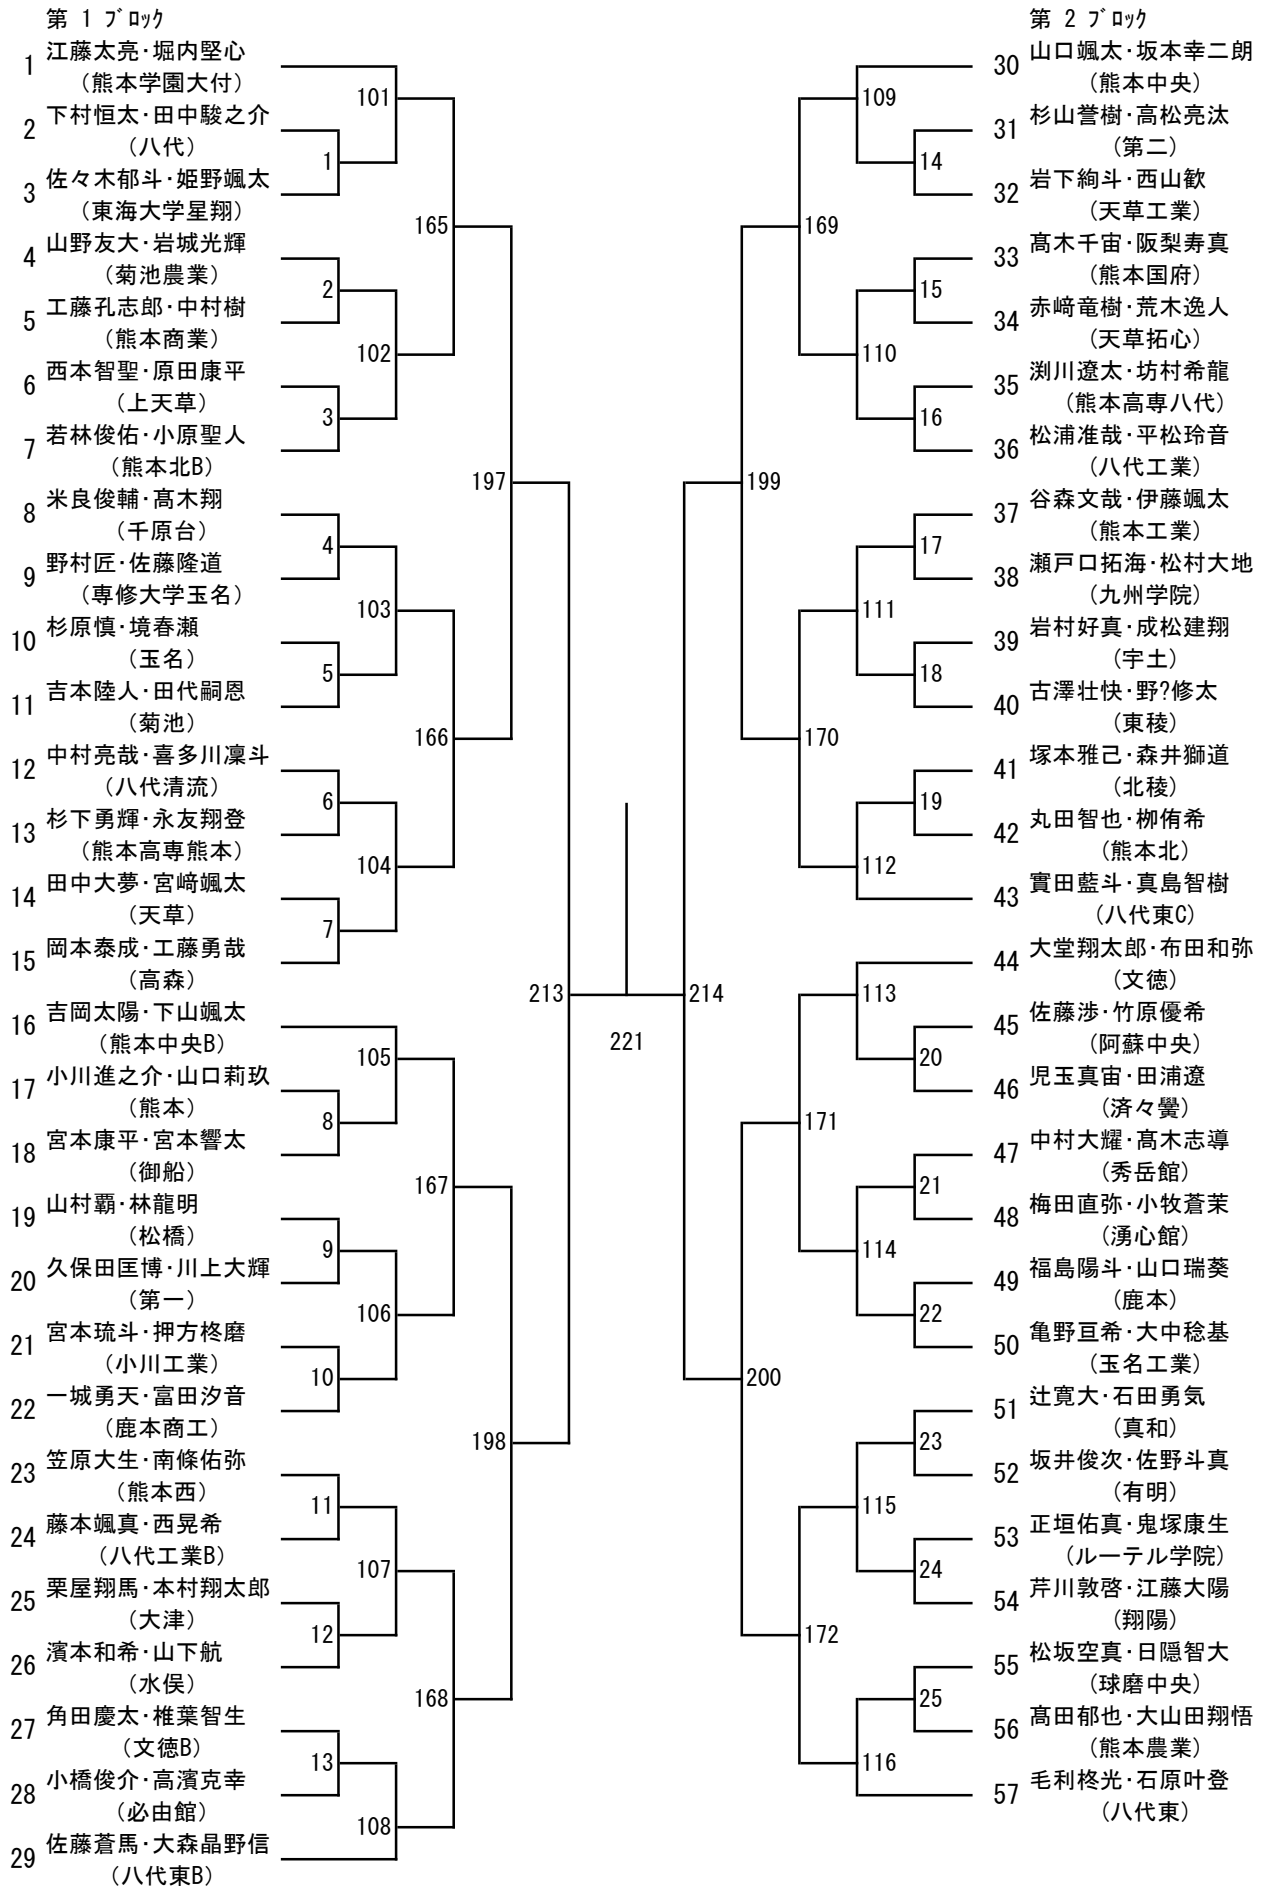 第 1 ブロック
1 江藤太亮・堀内堅心
(熊本学園大付)
2 下村恒太・田中駿之介
(八代)
3 佐々木郁斗・姫野颯太
(東海大学星翔)
4 山野友大・岩城光輝
(菊池農業)
5 工藤孔志郎・中村樹
(熊本商業)
6 西本智聖・原田康平
(上天草)
7 若林俊佑・小原聖人
(熊本北B)
8 米良俊輔・髙木翔
(千原台)
9 野村匠・佐藤隆道
(専修大学玉名)
10 杉原慎・境春瀬
(玉名)
11 吉本陸人・田代嗣恩
(菊池)
12 中村亮哉・喜多川凜斗
(八代清流)
13 杉下勇輝・永友翔登
(熊本高専熊本)
14 田中大夢・宮﨑颯太
(天草)
15 岡本泰成・工藤勇哉
(高森)
16 吉岡太陽・下山颯太
(熊本中央B)
17 小川進之介・山口莉玖
(熊本)
18 宮本康平・宮本響太
(御船)
19 山村覇・林龍明
(松橋)
20 久保田匡博・川上大輝
(第一)
21 宮本琉斗・押方柊磨
(小川工業)
22 一城勇天・富田汐音
(鹿本商工)
23 笠原大生・南條佑弥
(熊本西)
24 藤本颯真・西晃希
(八代工業B)
25 栗屋翔馬・本村翔太郎
(大津)
26 濱本和希・山下航
(水俣)
27 角田慶太・椎葉智生
(文徳B)
28 小橋俊介・高濱克幸
(必由館)
29 佐藤蒼馬・大森晶野信
(八代東B)
1
2
3
4
5
6
7
8
9
10
11
12
13
101
102
103
104
105
106
107
108
165
166
167
168
197
198
213
221
214
199
200
169
170
171
172
109
110
111
112
113
114
115
116
14
15
16
17
18
19
20
21
22
23
24
25
第 2 ブロック
30 山口颯太・坂本幸二朗
(熊本中央)
31 杉山誉樹・高松亮汰
(第二)
32 岩下絢斗・西山歓
(天草工業)
33 髙木千宙・阪梨寿真
(熊本国府)
34 赤﨑竜樹・荒木逸人
(天草拓心)
35 渕川遼太・坊村希龍
(熊本高専八代)
36 松浦准哉・平松玲音
(八代工業)
37 谷森文哉・伊藤颯太
(熊本工業)
38 瀬戸口拓海・松村大地
(九州学院)
39 岩村好真・成松建翔
(宇土)
40 古澤壮快・野?修太
(東稜)
41 塚本雅己・森井獅道
(北稜)
42 丸田智也・栁侑希
(熊本北)
43 實田藍斗・真島智樹
(八代東C)
44 大堂翔太郎・布田和弥
(文徳)
45 佐藤渉・竹原優希
(阿蘇中央)
46 児玉真宙・田浦遼
(済々黌)
47 中村大耀・髙木志導
(秀岳館)
48 梅田直弥・小牧蒼茉
(湧心館)
49 福島陽斗・山口瑞葵
(鹿本)
50 亀野亘希・大中稔基
(玉名工業)
51 辻寛大・石田勇気
(真和)
52 坂井俊次・佐野斗真
(有明)
53 正垣佑真・鬼塚康生
(ルーテル学院)
54 芹川敦啓・江藤大陽
(翔陽)
55 松坂空真・日隠智大
(球磨中央)
56 髙田郁也・大山田翔悟
(熊本農業)
57 毛利柊光・石原叶登
(八代東)